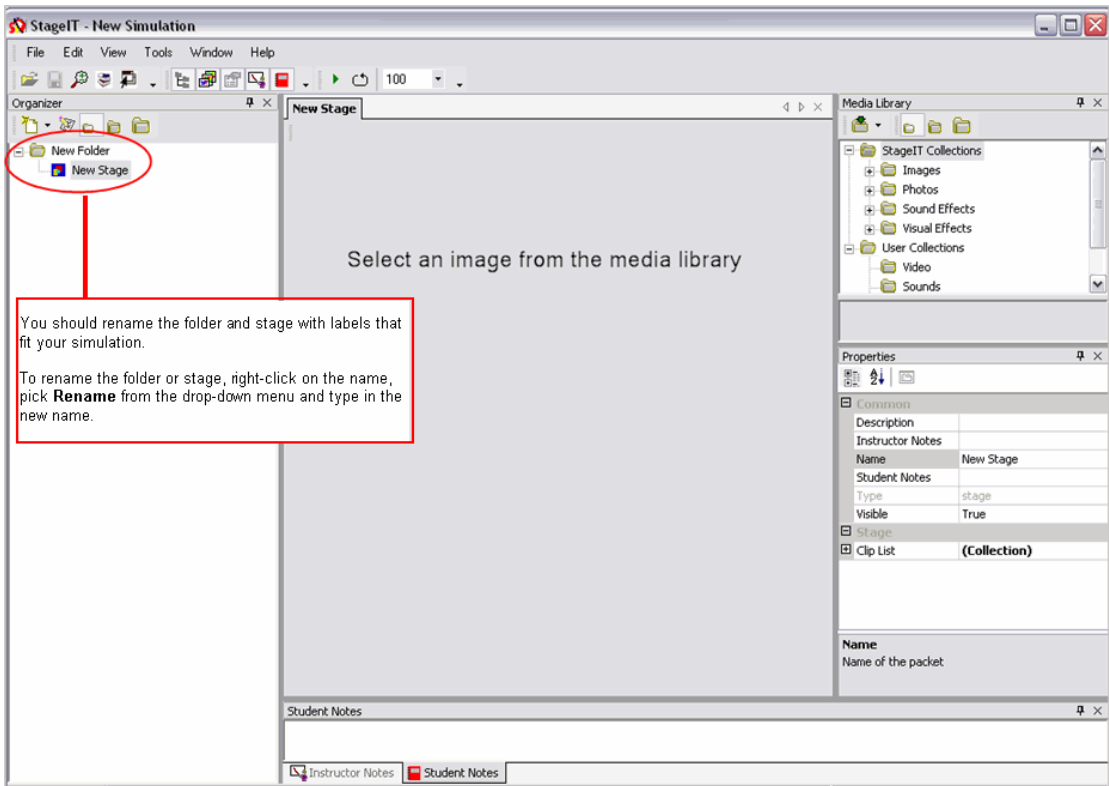 StageIT - New Simulation
File Edit View Tools Window Help
100
Organizer
New Folder
New Stage
You should rename the folder and stage with labels that
fit your simulation.
To rename the folder or stage, right-click on the name,
pick Rename from the drop-down menu and type in the
new name.
New Stage
Select an image from the media library
Media Library
StageIT Collections
Images
Photos
Sound Effects
Visual Effects
User Collections
Video
Sounds
Properties
Common
Description
Instructor Notes
Name New Stage
Student Notes
Type stage
Visible True
Stage
Clip List (Collection)
Name
Name of the packet
Student Notes
Instructor Notes Student Notes